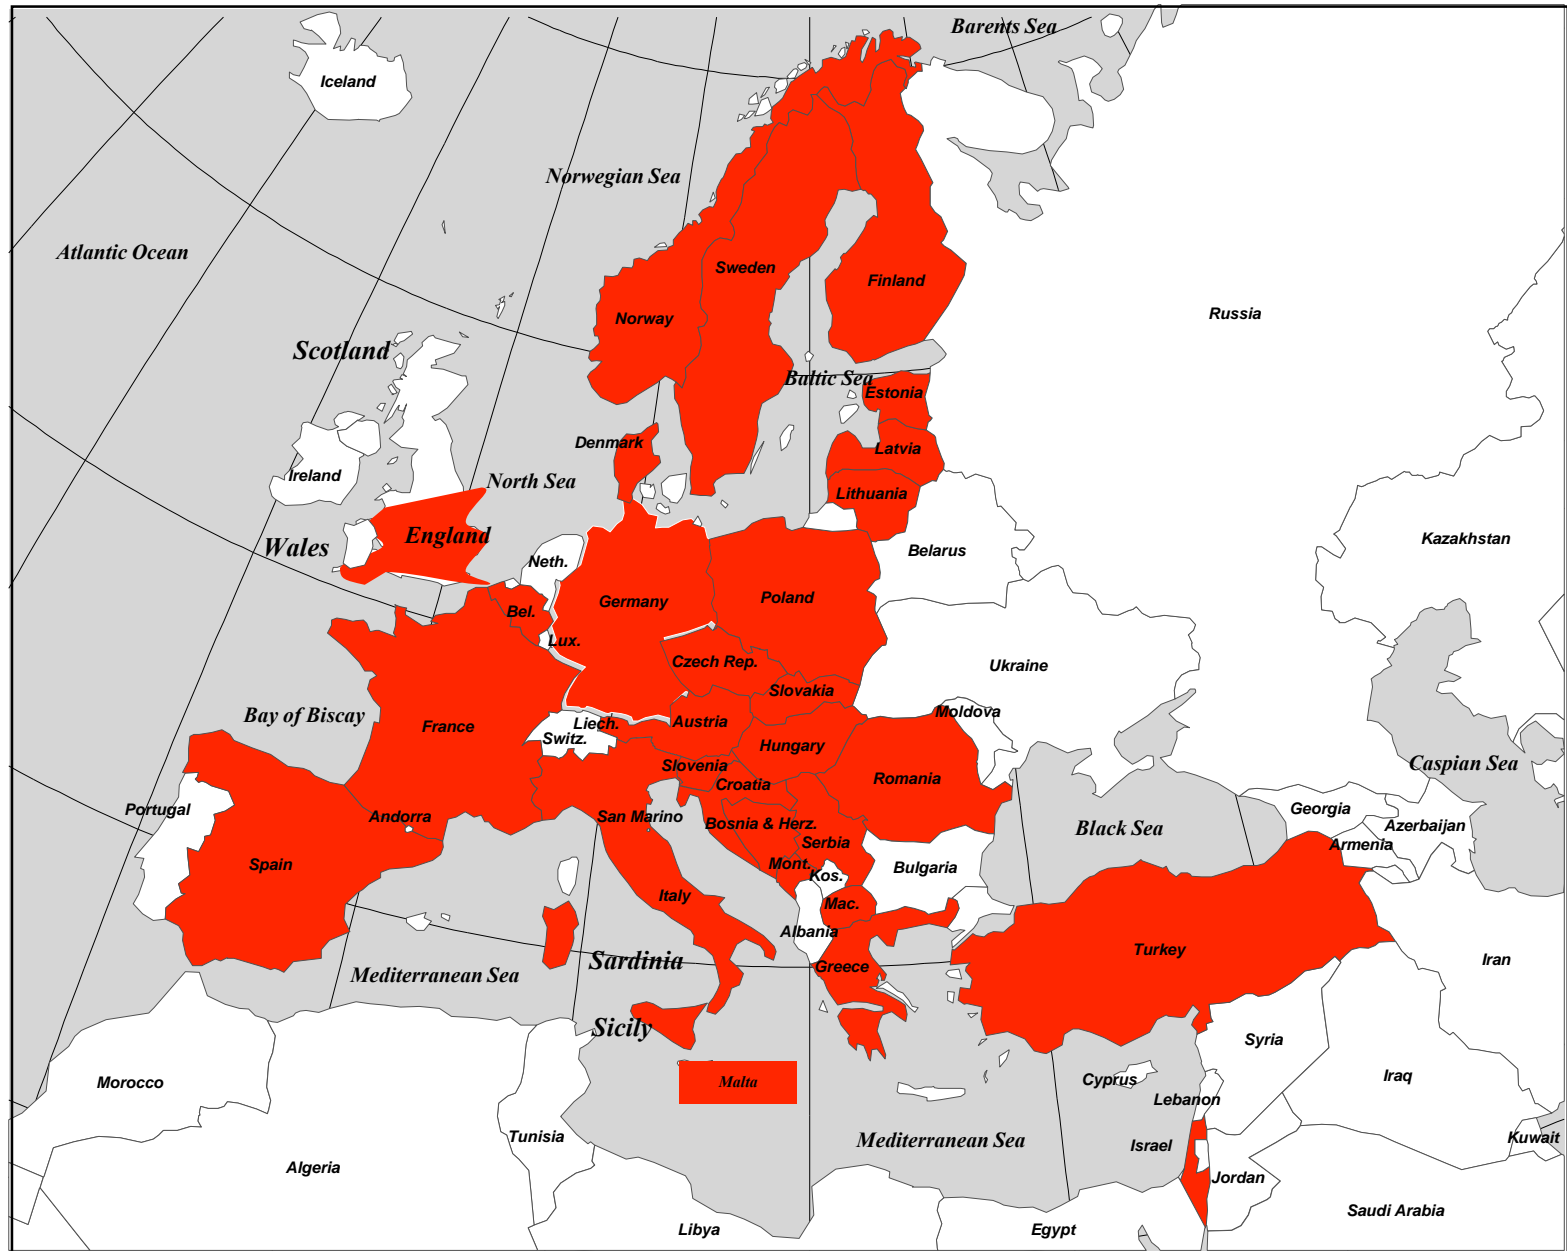 Barents Sea
Iceland
Norwegian Sea
Atlantic Ocean
Sweden
Finland
Russia
Norway
Scotland
Baltic Sea
Estonia
Denmark
Latvia
Ireland
North Sea
Lithuania
England
Wales
Belarus
Kazakhstan
Neth.
Germany
Poland
Bel.
Lux.
Czech Rep.
Ukraine
Slovakia
Bay of Biscay
Moldova
Liech.
Austria
France
Switz.
Hungary
Slovenia
Caspian Sea
Romania
Croatia
Portugal
Andorra
San Marino
Georgia
Bosnia & Herz.
Black Sea
Azerbaijan
Serbia
Armenia
Spain
Mont.
Bulgaria
Kos.
Italy
Mac.
Albania
Turkey
Sardinia
Greece
Iran
Mediterranean Sea
Sicily
Syria
Morocco
Malta
Cyprus
Iraq
Lebanon
Tunisia
Mediterranean Sea
Israel
Kuwait
Algeria
Jordan
Saudi Arabia
Libya
Egypt